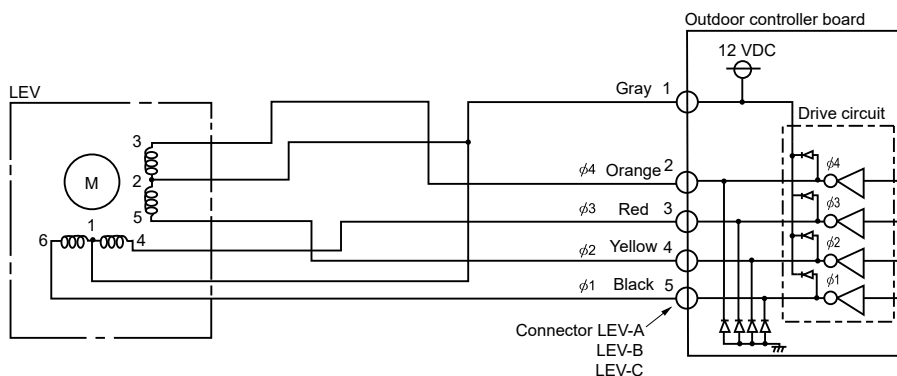 Outdoor controller board
12 VDC
LEV
Gray 1
Drive circuit
3
M
2
ϕ4 Orange 2
ϕ4
5
ϕ3 Red 3
ϕ3
6 1 4
ϕ2 Yellow 4
ϕ2
ϕ1 Black 5
ϕ1
Connector LEV-A
LEV-B
LEV-C